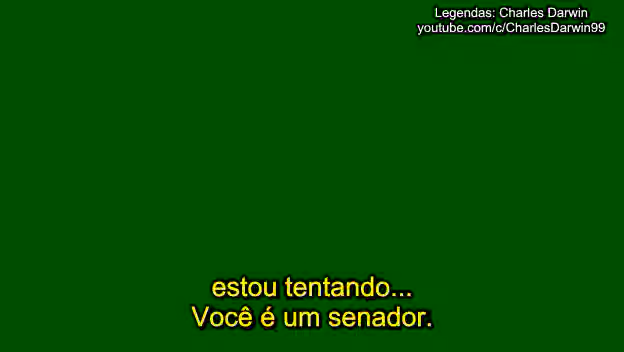 Legendas: Charles Darwin
youtube.com/c/CharlesDarwin99
estou tentando...
Você é um senador.